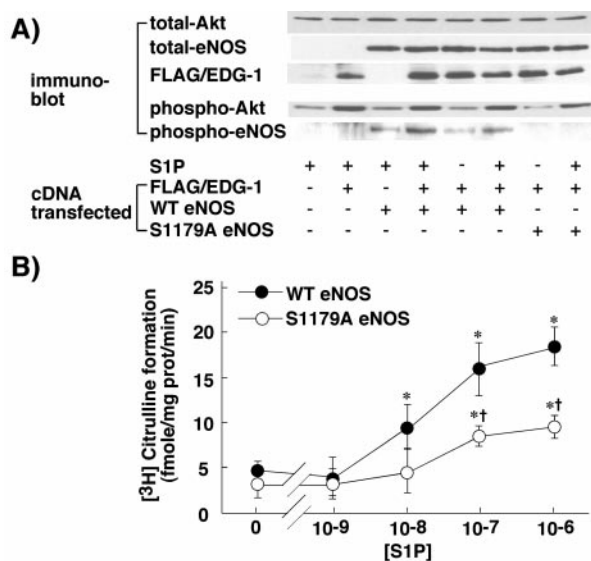 A)
total-Akt
total-eNOS
FLAG/EDG-1
phospho-Akt
phospho-eNOS
immuno-
blot
S1P + + + + - + - +
FLAG/EDG-1 - + - + + + + +
WT eNOS - - + + + + - -
S1179A eNOS - - - - - - + +
cDNA
transfected
B)
[³H] Citrulline formation
(fmole/mg prot/min)
25
20
15
10
5
0
WT eNOS
S1179A eNOS
* * *
*† *†
0 10-9 10-8 10-7 10-6
[S1P]